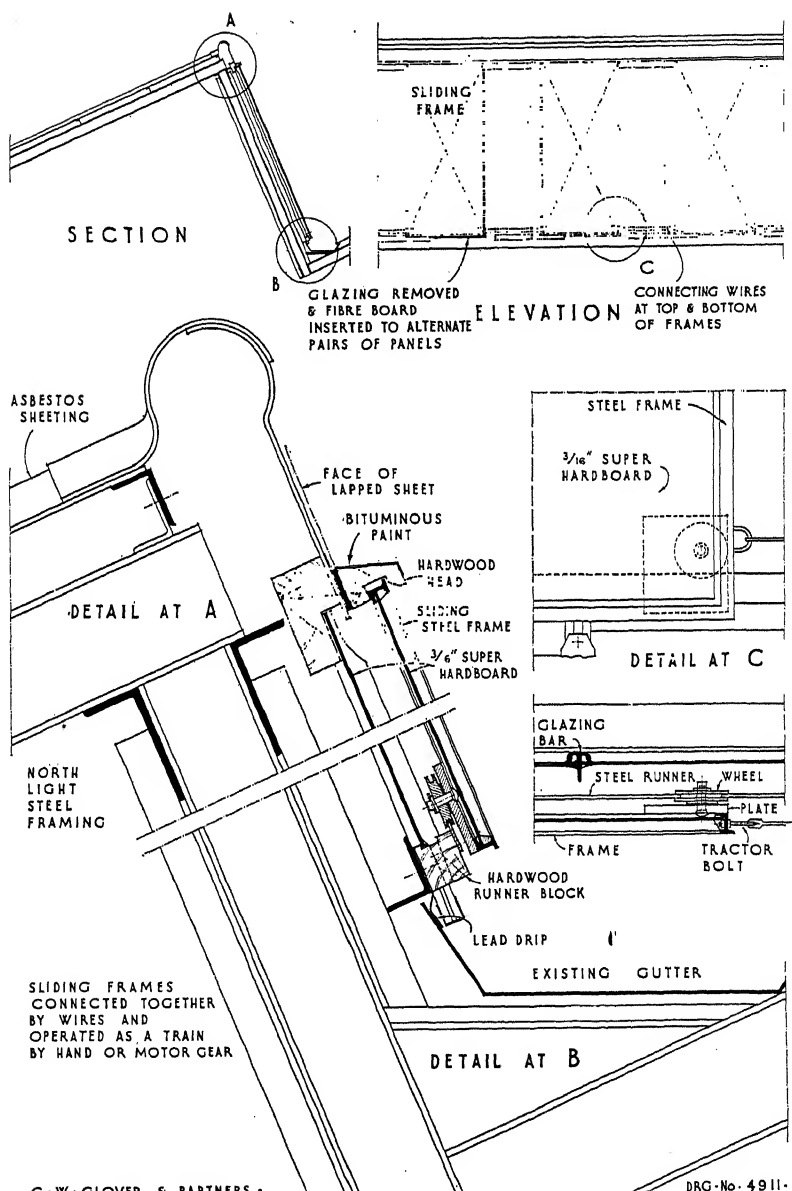 A
SECTION
B
SLIDING
FRAME
C
GLAZING REMOVED
& FIBRE BOARD
INSERTED TO ALTERNATE
PAIRS OF PANELS
ELEVATION
CONNECTING WIRES
AT TOP & BOTTOM
OF FRAMES
ASBESTOS
SHEETING
FACE OF
LAPPED SHEET
BITUMINOUS
PAINT
HARDWOOD
HEAD
DETAIL AT A
SLIDING
STEEL FRAME
3/6" SUPER
HARDBOARD
NORTH
LIGHT
STEEL
FRAMING
HARDWOOD
RUNNER BLOCK
LEAD DRIP
EXISTING GUTTER
STEEL FRAME
3/16" SUPER
HARDBOARD
DETAIL AT C
GLAZING
BAR
STEEL RUNNER
WHEEL
PLATE
FRAME
TRACTOR
BOLT
SLIDING FRAMES
CONNECTED TOGETHER
BY WIRES AND
OPERATED AS A TRAIN
BY HAND OR MOTOR GEAR
DETAIL AT B
C·W·GLOVER & PARTNERS·
DRG·No·4911·